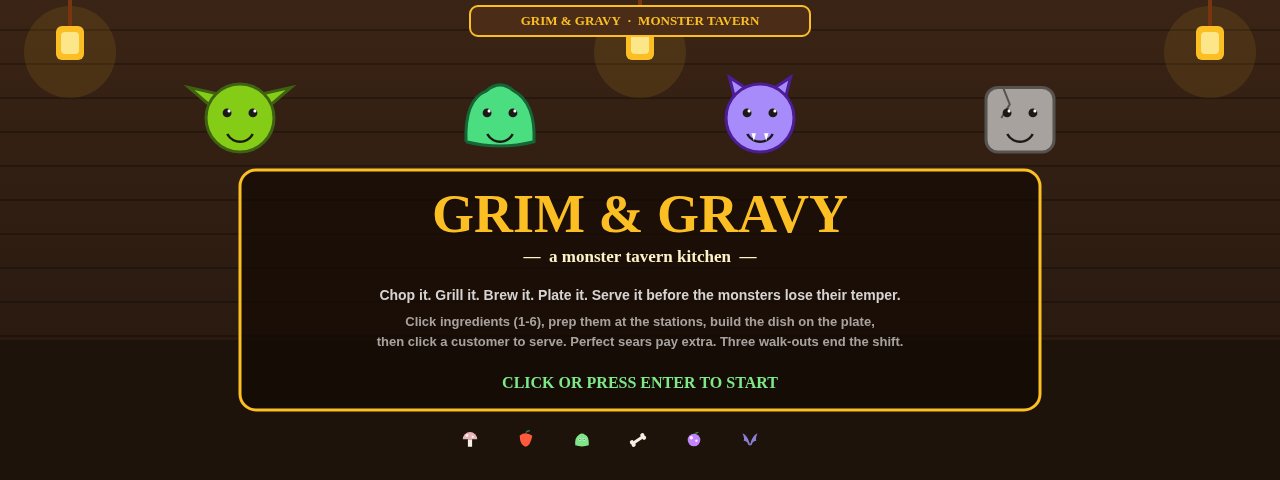 GRIM & GRAVY · MONSTER TAVERN
GRIM & GRAVY
— a monster tavern kitchen —
Chop it. Grill it. Brew it. Plate it. Serve it before the monsters lose their temper.
Click ingredients (1-6), prep them at the stations, build the dish on the plate,
then click a customer to serve. Perfect sears pay extra. Three walk-outs end the shift.
CLICK OR PRESS ENTER TO START